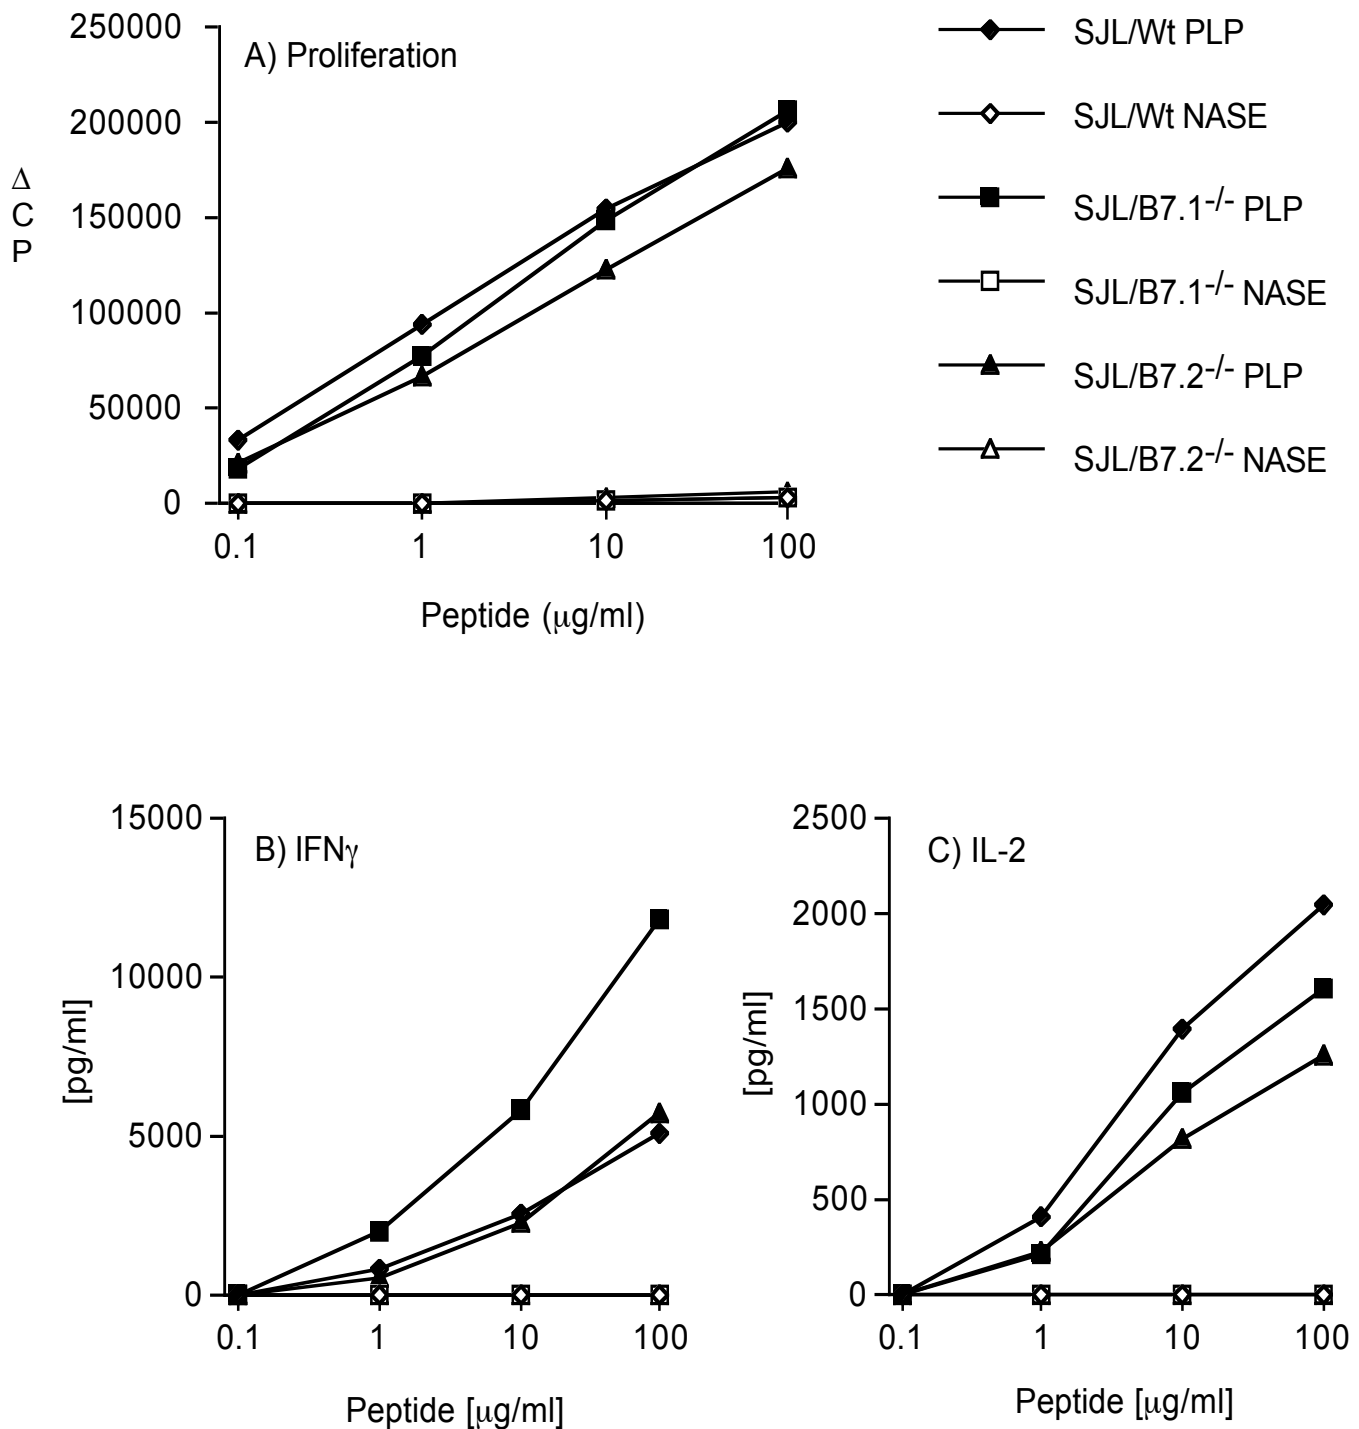 250000
200000
150000
100000
50000
0
A) Proliferation
Δ
C
P
0.1 1 10 100
Peptide (μg/ml)
SJL/Wt PLP
SJL/Wt NASE
SJL/B7.1-/- PLP
SJL/B7.1-/- NASE
SJL/B7.2-/- PLP
SJL/B7.2-/- NASE
15000
10000
5000
0
B) IFNγ
[pg/ml]
0.1 1 10 100
Peptide [μg/ml]
2500
2000
1500
1000
500
0
C) IL-2
[pg/ml]
0.1 1 10 100
Peptide [μg/ml]